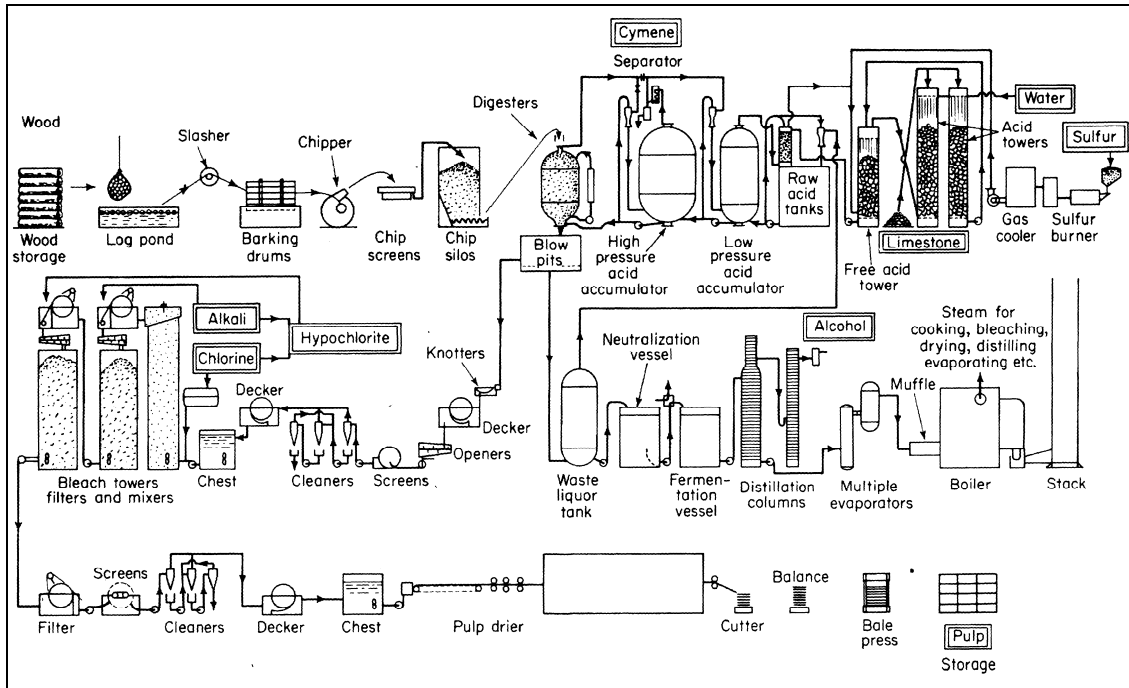 Cymene
Separator
Wood
Slasher
Chipper
Digesters
Water
Acid
towers
Sulfur
Wood
storage
Log pond
Barking
drums
Chip
screens
Chip
silos
Blow
pits
High
pressure
acid
accumulator
Low
pressure
acid
accumulator
Raw
acid
tanks
Limestone
Free acid
tower
Gas
cooler
Sulfur
burner
Alkali
Hypochlorite
Chlorine
Decker
Knotters
Decker
Openers
Neutralization
vessel
Alcohol
Steam for
cooking, bleaching,
drying, distilling
evaporating etc.
Muffle
Bleach towers
filters and mixers
Chest
Cleaners
Screens
Waste
liquor
tank
Fermen-
tation
vessel
Distillation
columns
Multiple
evaporators
Boiler
Stack
Screens
Balance
Filter
Cleaners
Decker
Chest
Pulp drier
Cutter
Bale
press
Pulp
Storage